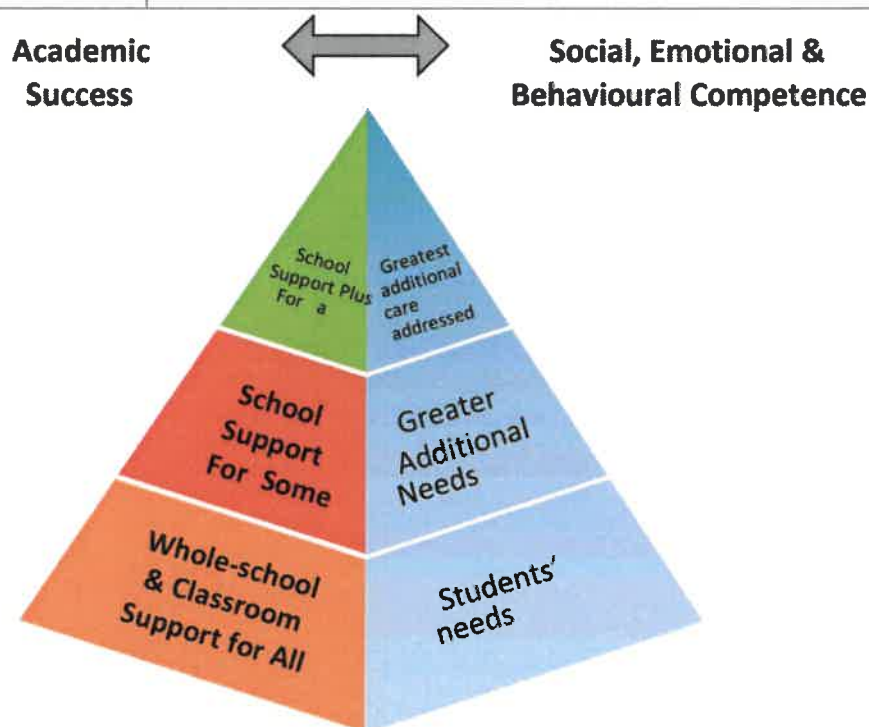 Academic
Success
Social, Emotional &
Behavioural Competence
School
Support Plus
For a
Greatest
additional
care
addressed
School
Support
For Some
Greater
Additional
Needs
Whole-school
& Classroom
Support for All
Students'
needs